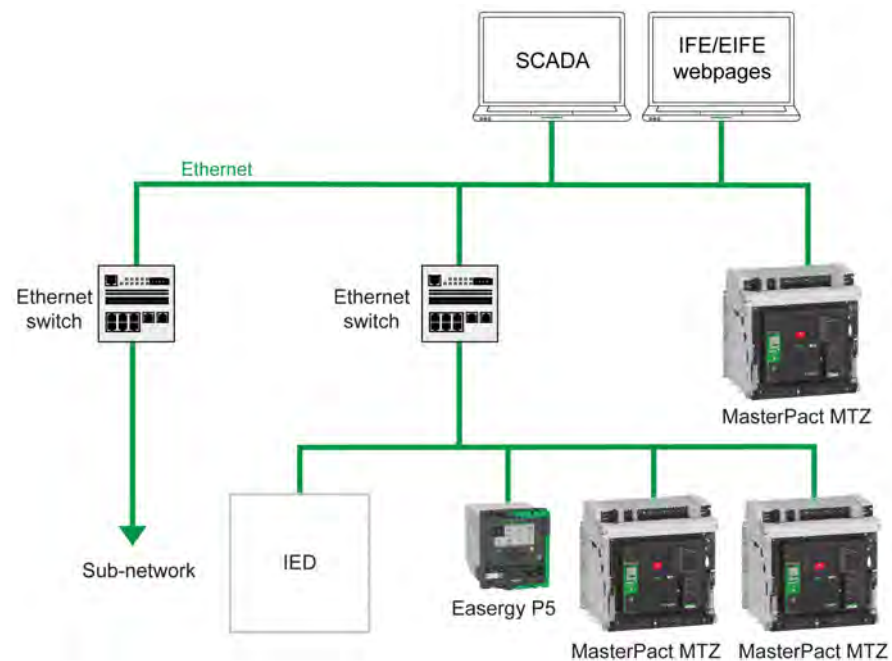 SCADA
IFE/EIFE
webpages
Ethernet
Ethernet
switch
Ethernet
switch
MasterPact MTZ
Sub-network
IED
Easergy P5
MasterPact MTZ
MasterPact MTZ